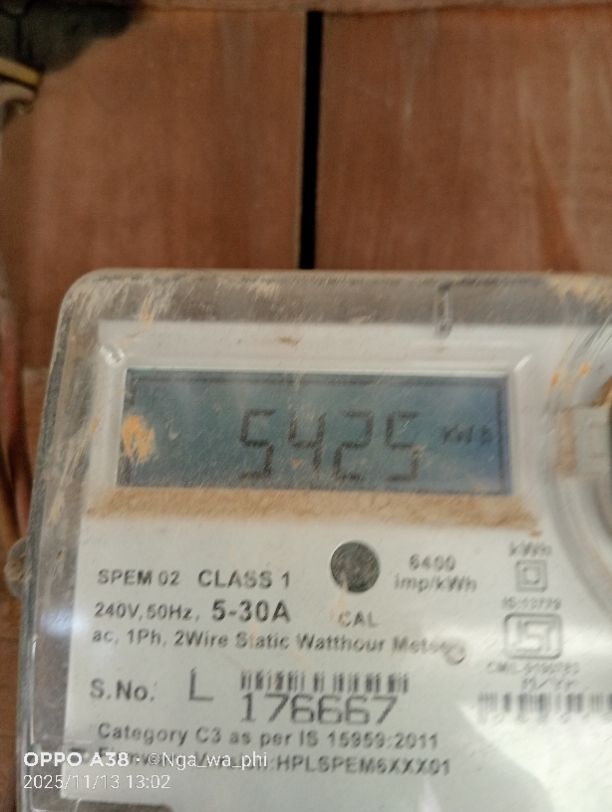 5425 kWh
6400
imp/kWh
kWh
SPEM 02 CLASS 1
240V, 50Hz, 5-30A
CAL
IS:13779
ac, 1Ph, 2Wire Static Watthour Meter
S.No. L 176667
Category C3 as per IS 15959:2011
HPLSPEM6XXX01
OPPO A38 · @Nga_wa_phi
2025/11/13 13:02